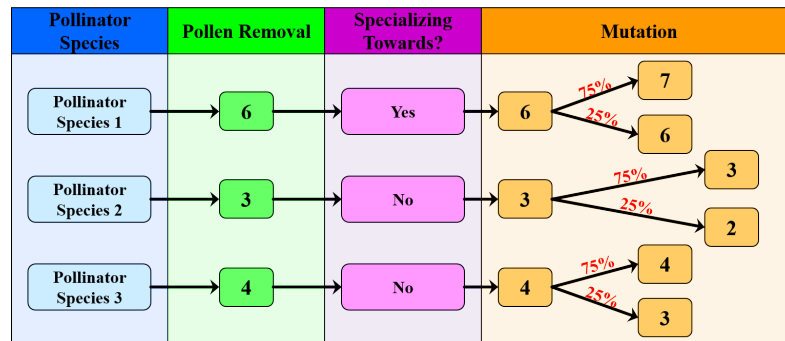 Pollinator
Species
Pollen Removal
Specializing
Towards?
Mutation
Pollinator
Species 1
6
Yes
6
75%
7
25%
6
Pollinator
Species 2
3
No
3
75%
3
25%
2
Pollinator
Species 3
4
No
4
75%
4
25%
3